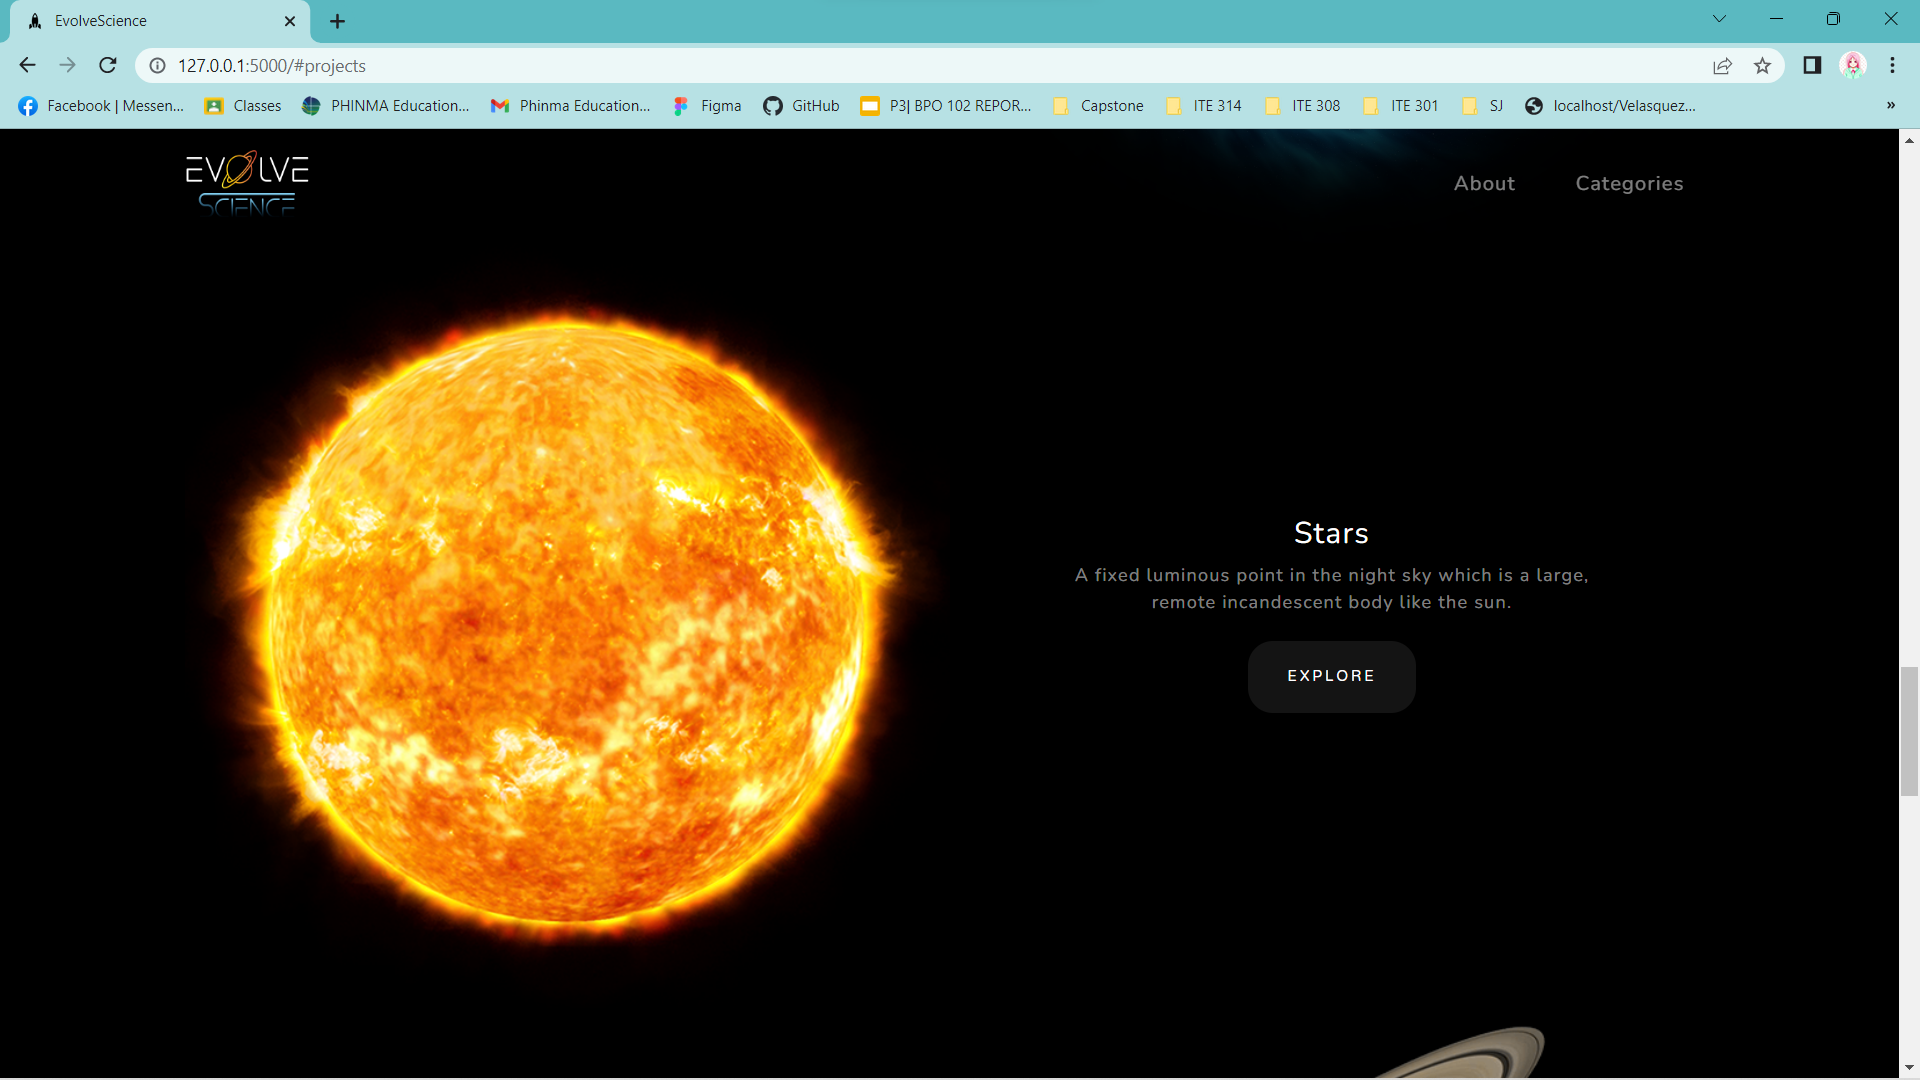 EvolveScience
127.0.0.1:5000/#projects
Facebook | Messen... Classes PHINMA Education... Phinma Education... Figma GitHub P3| BPO 102 REPOR... Capstone ITE 314 ITE 308 ITE 301 SJ localhost/Velasquez... »
EVOLVE
SCIENCE
About Categories
Stars
A fixed luminous point in the night sky which is a large,
remote incandescent body like the sun.
EXPLORE